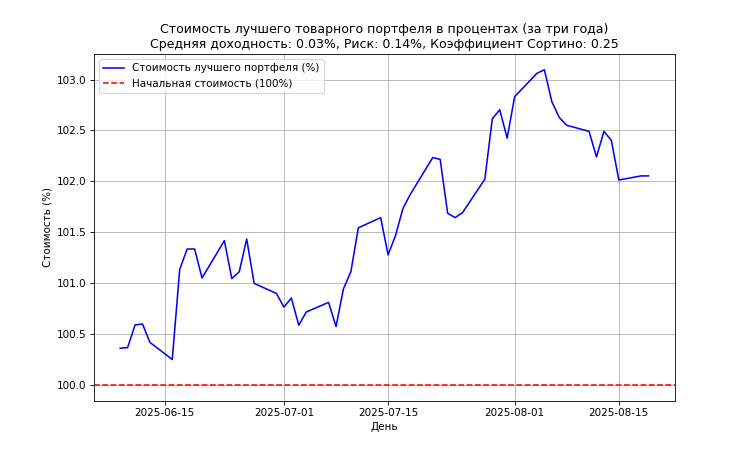 Стоимость лучшего товарного портфеля в процентах (за три года)
Средняя доходность: 0.03%, Риск: 0.14%, Коэффициент Сортино: 0.25
Стоимость лучшего портфеля (%)
Начальная стоимость (100%)
Стоимость (%)
103.0
102.5
102.0
101.5
101.0
100.5
100.0
2025-06-15
2025-07-01
2025-07-15
2025-08-01
2025-08-15
День